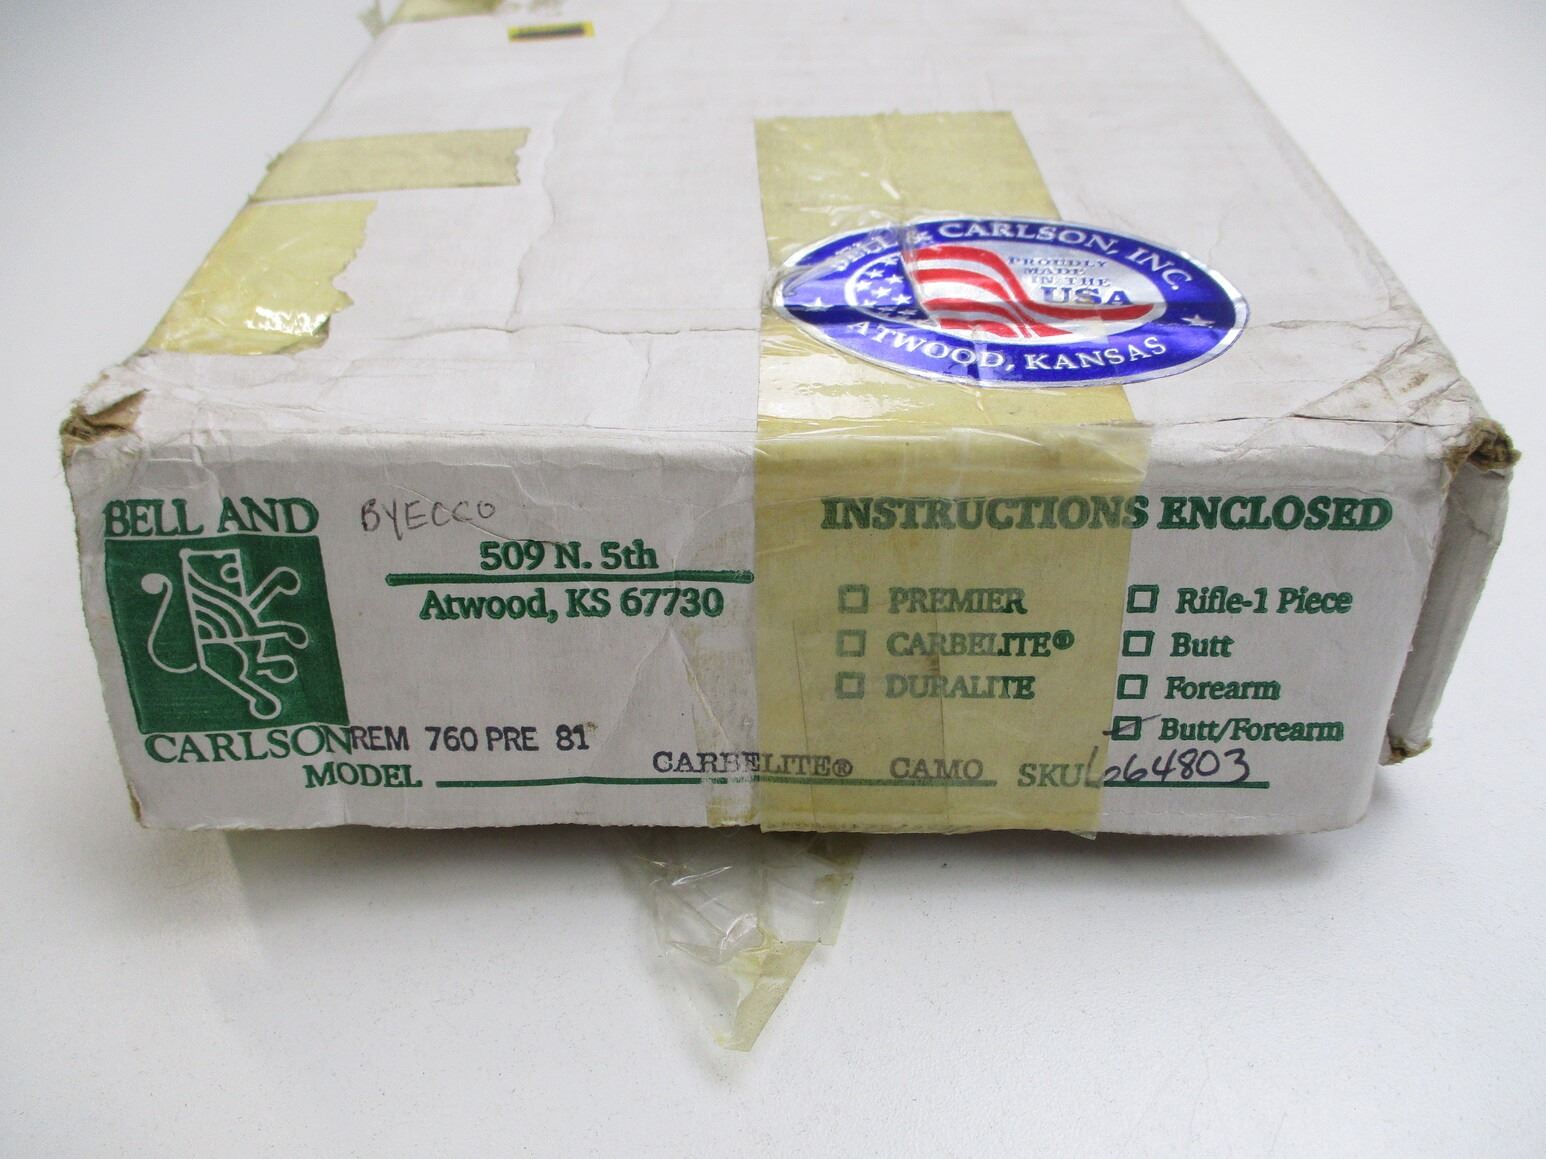 BELL & CARLSON, INC.
PROUDLY
MADE
IN THE
USA
ATWOOD, KANSAS
BELL AND
CARLSON
BYECCO
509 N. 5th
Atwood, KS 67730
INSTRUCTIONS ENCLOSED
PREMIER
CARBELITE®
DURALITE
Rifle-1 Piece
Butt
Forearm
Butt/Forearm
REM 760 PRE 81
MODEL CARBELITE® CAMO SKU 6264803